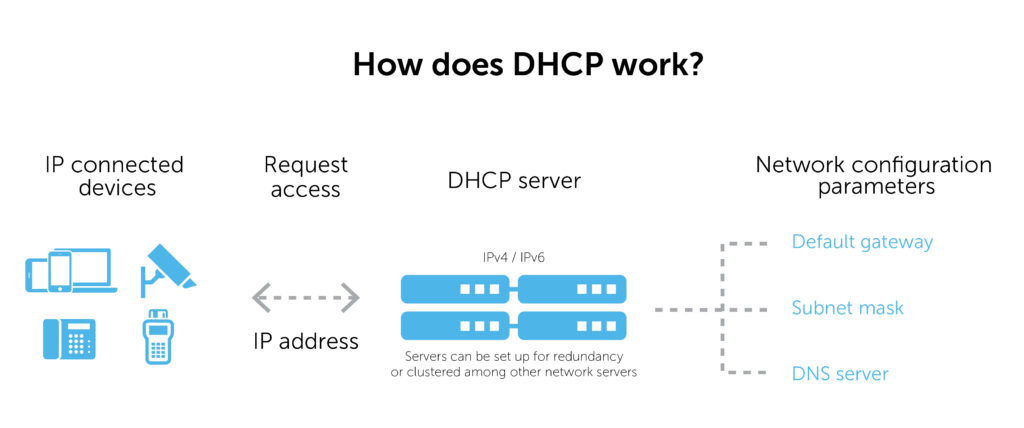 How does DHCP work?
IP connected
devices
Request
access
IP address
DHCP server
IPv4 / IPv6
Servers can be set up for redundancy
or clustered among other network servers
Network configuration
parameters
Default gateway
Subnet mask
DNS server